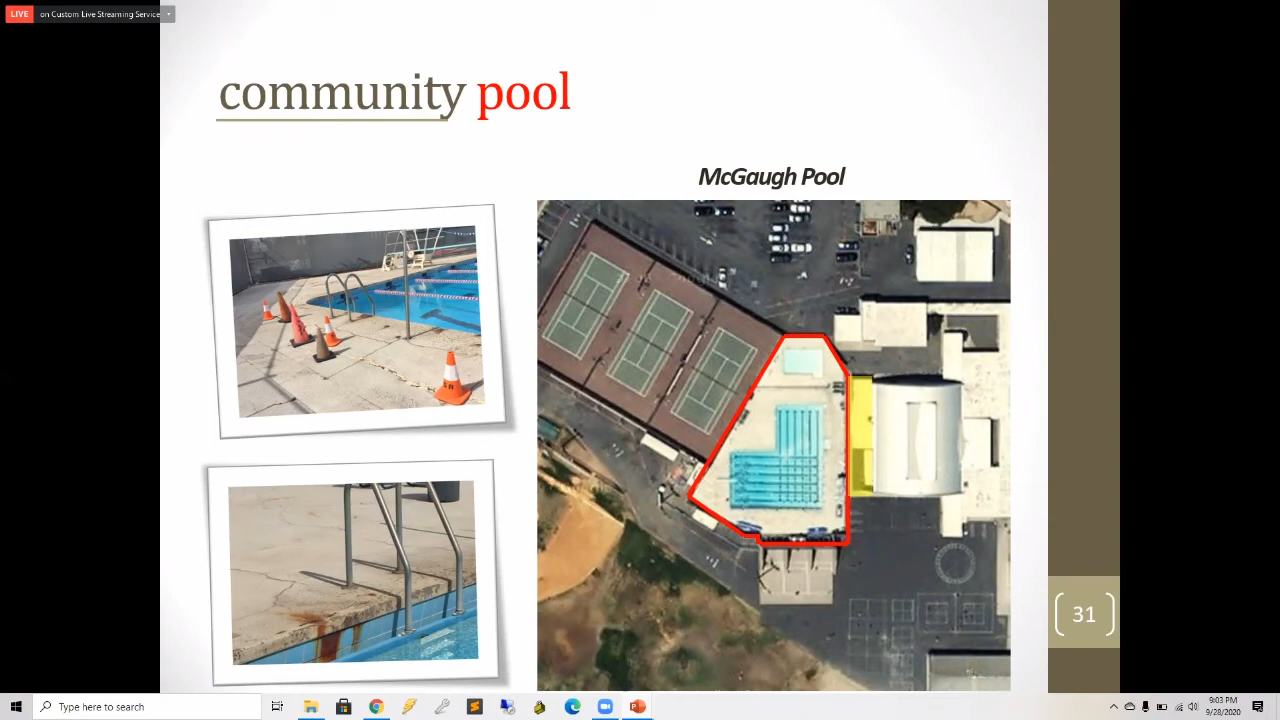 LIVE on Custom Live Streaming Service
community pool
McGaugh Pool
31
Type here to search
9:03 PM
9/28/2020